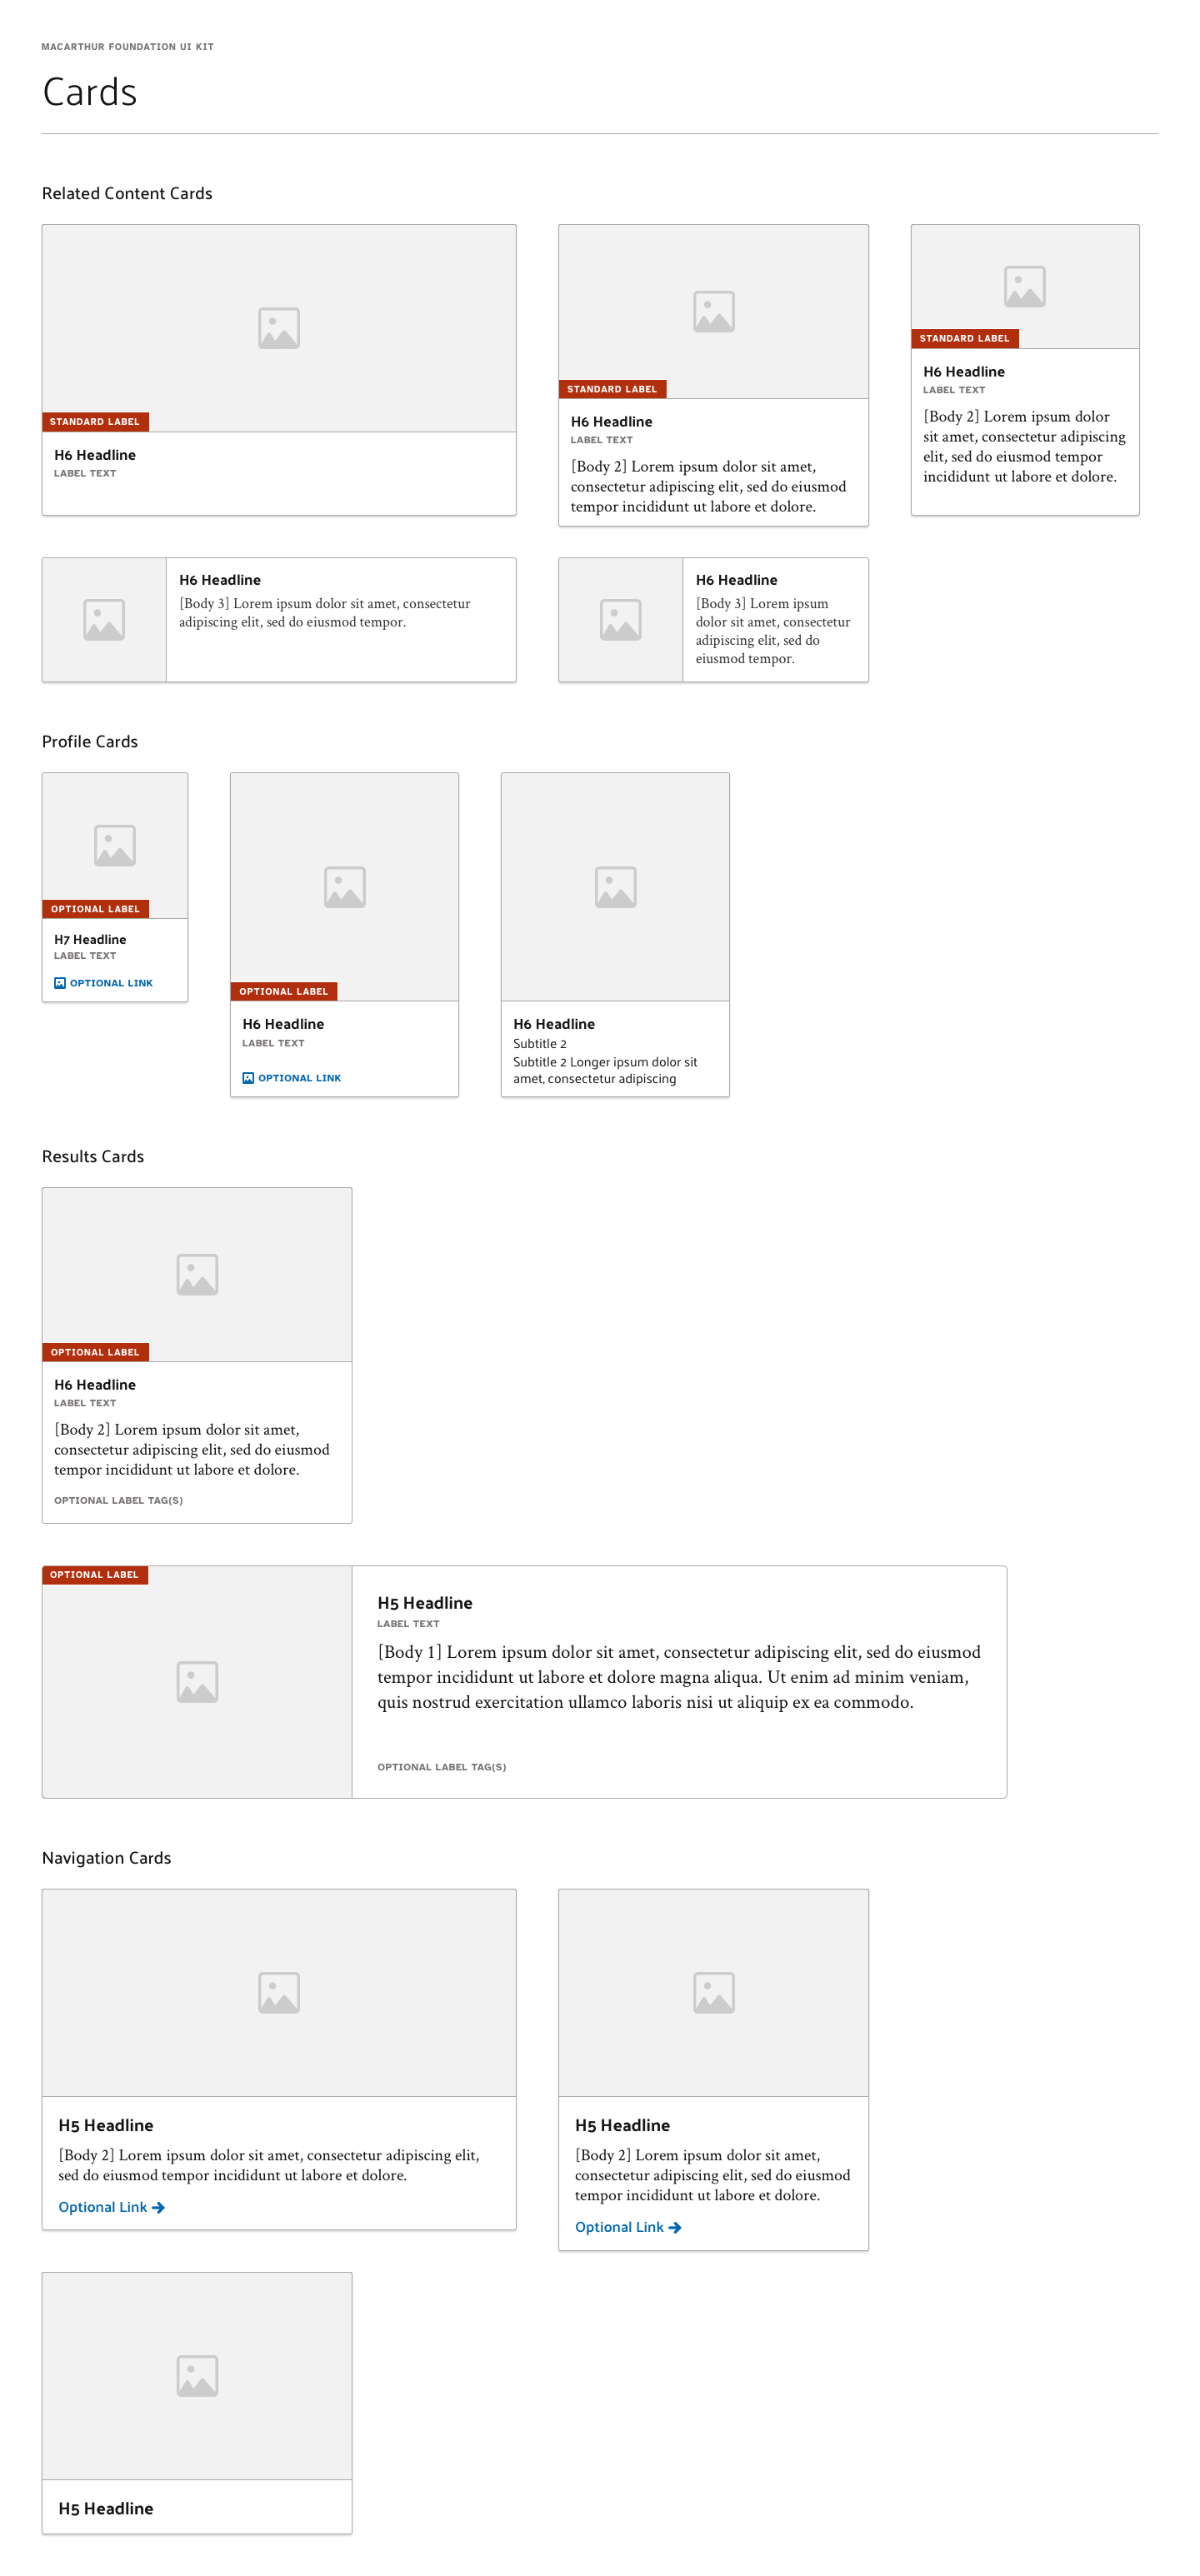 MACARTHUR FOUNDATION UI KIT
Cards
Related Content Cards
STANDARD LABEL
H6 Headline
LABEL TEXT
STANDARD LABEL
H6 Headline
LABEL TEXT
[Body 2] Lorem ipsum dolor sit amet,
consectetur adipiscing elit, sed do eiusmod
tempor incididunt ut labore et dolore.
STANDARD LABEL
H6 Headline
LABEL TEXT
[Body 2] Lorem ipsum dolor
sit amet, consectetur adipiscing
elit, sed do eiusmod tempor
incididunt ut labore et dolore.
H6 Headline
[Body 3] Lorem ipsum dolor sit amet, consectetur
adipiscing elit, sed do eiusmod tempor.
H6 Headline
[Body 3] Lorem ipsum
dolor sit amet, consectetur
adipiscing elit, sed do
eiusmod tempor.
Profile Cards
OPTIONAL LABEL
H7 Headline
LABEL TEXT
OPTIONAL LINK
OPTIONAL LABEL
H6 Headline
LABEL TEXT
OPTIONAL LINK
H6 Headline
Subtitle 2
Subtitle 2 Longer ipsum dolor sit
amet, consectetur adipiscing
Results Cards
OPTIONAL LABEL
H6 Headline
LABEL TEXT
[Body 2] Lorem ipsum dolor sit amet,
consectetur adipiscing elit, sed do eiusmod
tempor incididunt ut labore et dolore.
OPTIONAL LABEL TAG(S)
OPTIONAL LABEL
H5 Headline
LABEL TEXT
[Body 1] Lorem ipsum dolor sit amet, consectetur adipiscing elit, sed do eiusmod
tempor incididunt ut labore et dolore magna aliqua. Ut enim ad minim veniam,
quis nostrud exercitation ullamco laboris nisi ut aliquip ex ea commodo.
OPTIONAL LABEL TAG(S)
Navigation Cards
H5 Headline
[Body 2] Lorem ipsum dolor sit amet, consectetur adipiscing elit,
sed do eiusmod tempor incididunt ut labore et dolore.
Optional Link →
H5 Headline
[Body 2] Lorem ipsum dolor sit amet,
consectetur adipiscing elit, sed do eiusmod
tempor incididunt ut labore et dolore.
Optional Link →
H5 Headline